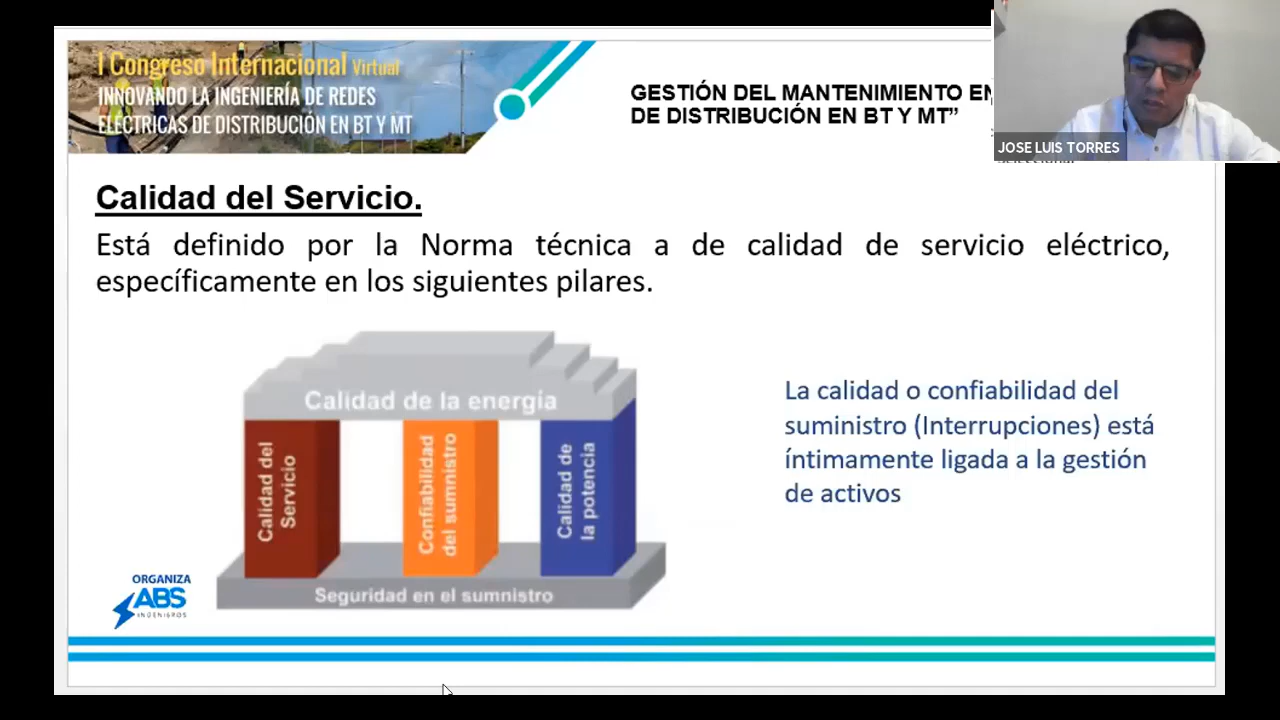 I Congreso Internacional Virtual
INNOVANDO LA INGENIERÍA DE REDES
ELÉCTRICAS DE DISTRIBUCIÓN EN BT Y MT
GESTIÓN DEL MANTENIMIENTO EN
DE DISTRIBUCIÓN EN BT Y MT”
JOSE LUIS TORRES
Calidad del Servicio.
Está definido por la Norma técnica a de calidad de servicio eléctrico,
específicamente en los siguientes pilares.
Calidad de la energía
Calidad del
Servicio
Confiabilidad
del sumnistro
Calidad de
la potencia
Seguridad en el sumnistro
La calidad o confiabilidad del
suministro (Interrupciones) está
íntimamente ligada a la gestión
de activos
ORGANIZA
ABS
INGENIEROS